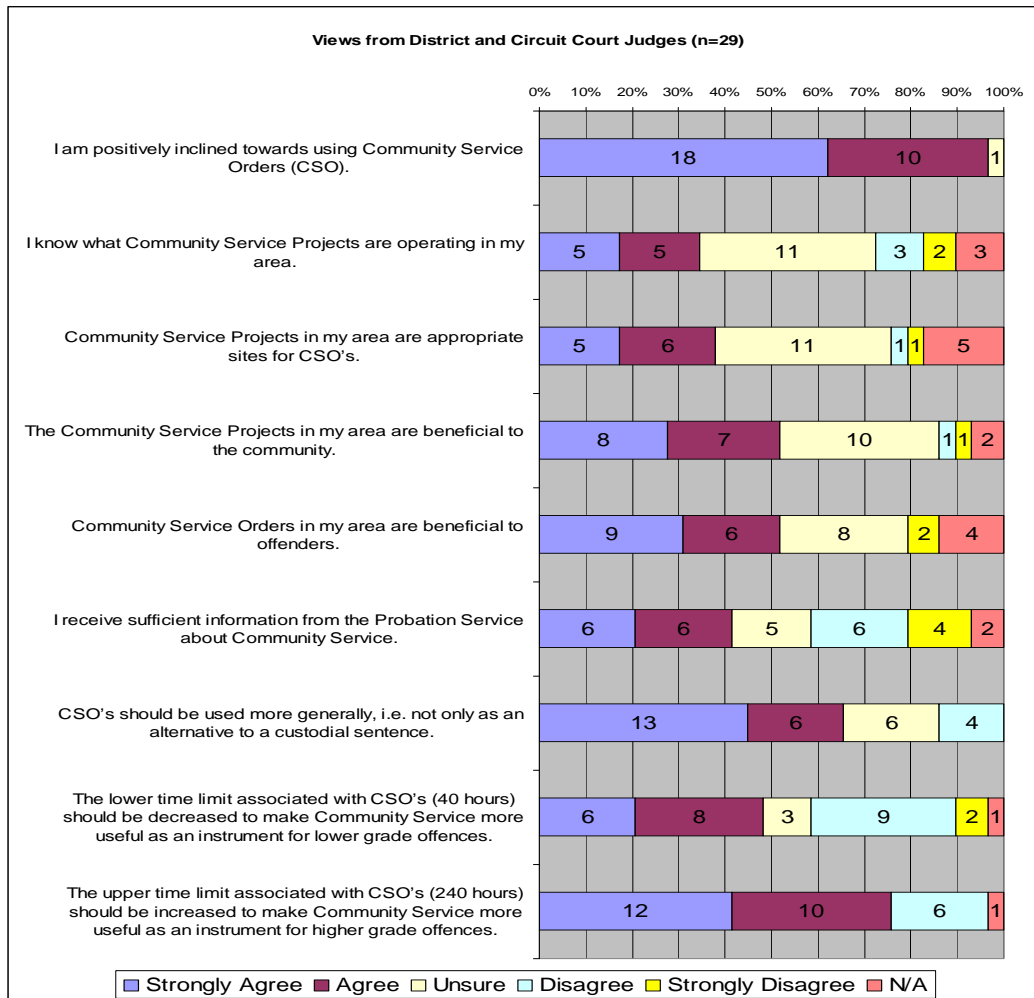 Views from District and Circuit Court Judges (n=29)
0% 10% 20% 30% 40% 50% 60% 70% 80% 90% 100%
I am positively inclined towards using Community Service
Orders (CSO).
18 10 1
I know what Community Service Projects are operating in my
area.
5 5 11 3 2 3
Community Service Projects in my area are appropriate
sites for CSO's.
5 6 11 1 1 5
The Community Service Projects in my area are beneficial to
the community.
8 7 10 1 1 2
Community Service Orders in my area are beneficial to
offenders.
9 6 8 2 4
I receive sufficient information from the Probation Service
about Community Service.
6 6 5 6 4 2
CSO's should be used more generally, i.e. not only as an
alternative to a custodial sentence.
13 6 6 4
The lower time limit associated with CSO's (40 hours)
should be decreased to make Community Service more
useful as an instrument for lower grade offences.
6 8 3 9 2 1
The upper time limit associated with CSO's (240 hours)
should be increased to make Community Service more
useful as an instrument for higher grade offences.
12 10 6 1
Strongly Agree Agree Unsure Disagree Strongly Disagree N/A